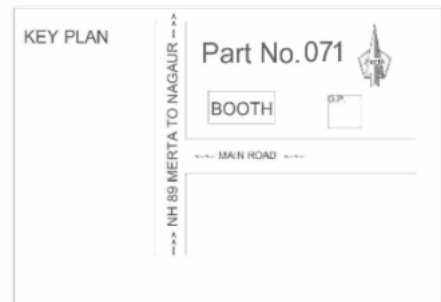 KEY PLAN
Part No. 071
BOOTH
G.P.
<-- NH 89 MERTA TO NAGAUR -->
<--- MAIN ROAD <---